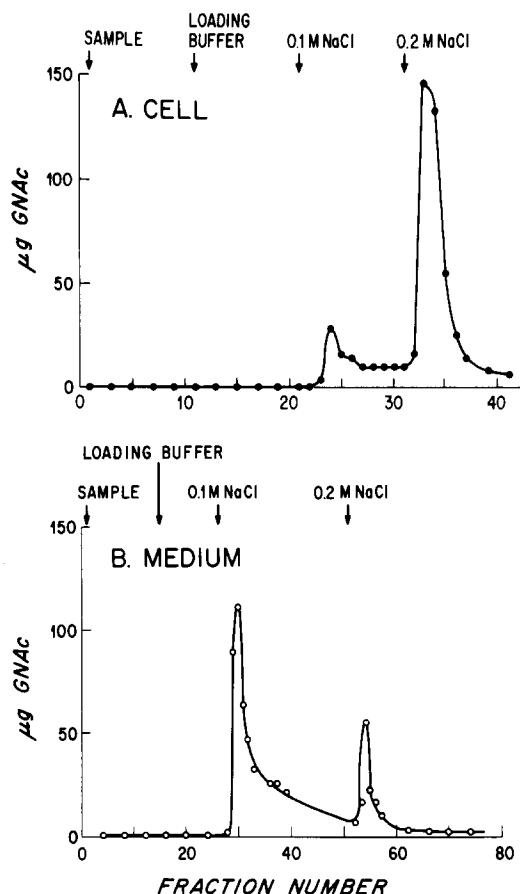 SAMPLE
LOADING
BUFFER
0.1 M NaCl
0.2 M NaCl
A. CELL
µg GNAc
150
100
50
0
0 10 20 30 40
LOADING BUFFER
SAMPLE
0.1 M NaCl
0.2 M NaCl
B. MEDIUM
µg GNAc
150
100
50
0
0 20 40 60 80
FRACTION NUMBER